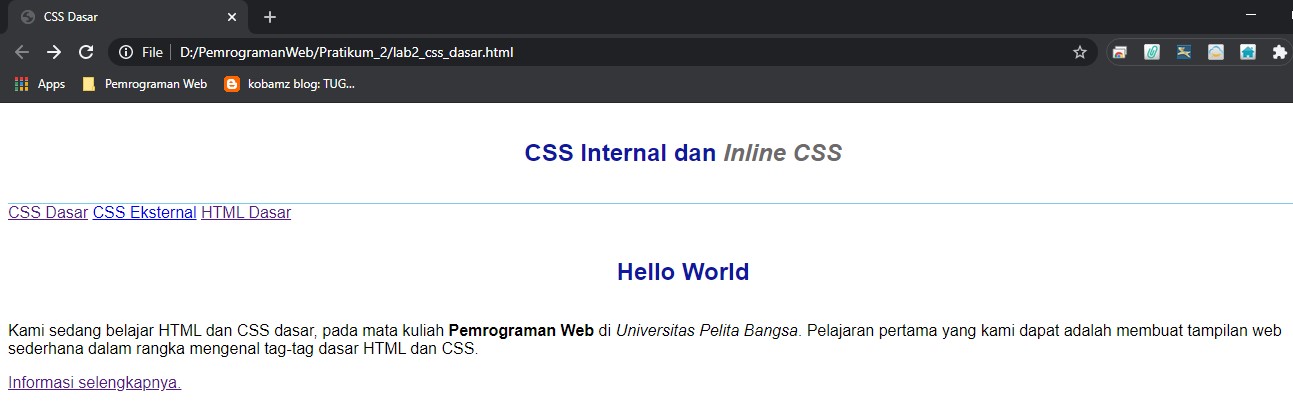 CSS Dasar
File D:/PemrogramanWeb/Pratikum_2/lab2_css_dasar.html
Apps Pemrograman Web kobamz blog: TUG...
CSS Internal dan Inline CSS
CSS Dasar CSS Eksternal HTML Dasar
Hello World
Kami sedang belajar HTML dan CSS dasar, pada mata kuliah Pemrograman Web di Universitas Pelita Bangsa. Pelajaran pertama yang kami dapat adalah membuat tampilan web
sederhana dalam rangka mengenal tag-tag dasar HTML dan CSS.
Informasi selengkapnya.